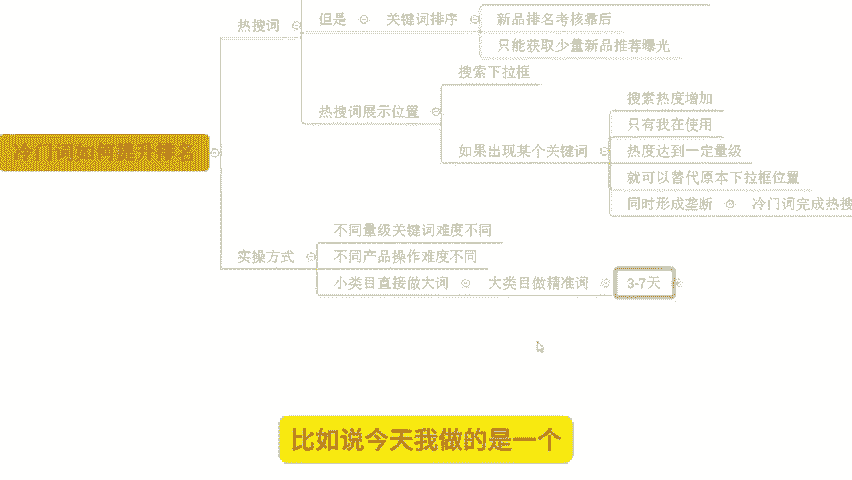 热搜词
但是
关键词排序
新品排名考核靠后
只能获取少量新品推荐曝光
热搜词展示位置
搜索下拉框
如果出现某个关键词
搜索热度增加
只有我在使用
热度达到一定量级
就可以替代原本下拉框位置
同时形成垄断
冷门词完成热搜
冷门词如何提升排名
实操方式
不同量级关键词难度不同
不同产品操作难度不同
小类目直接做大词
大类目做精准词
3-7天
比如说今天我做的是一个